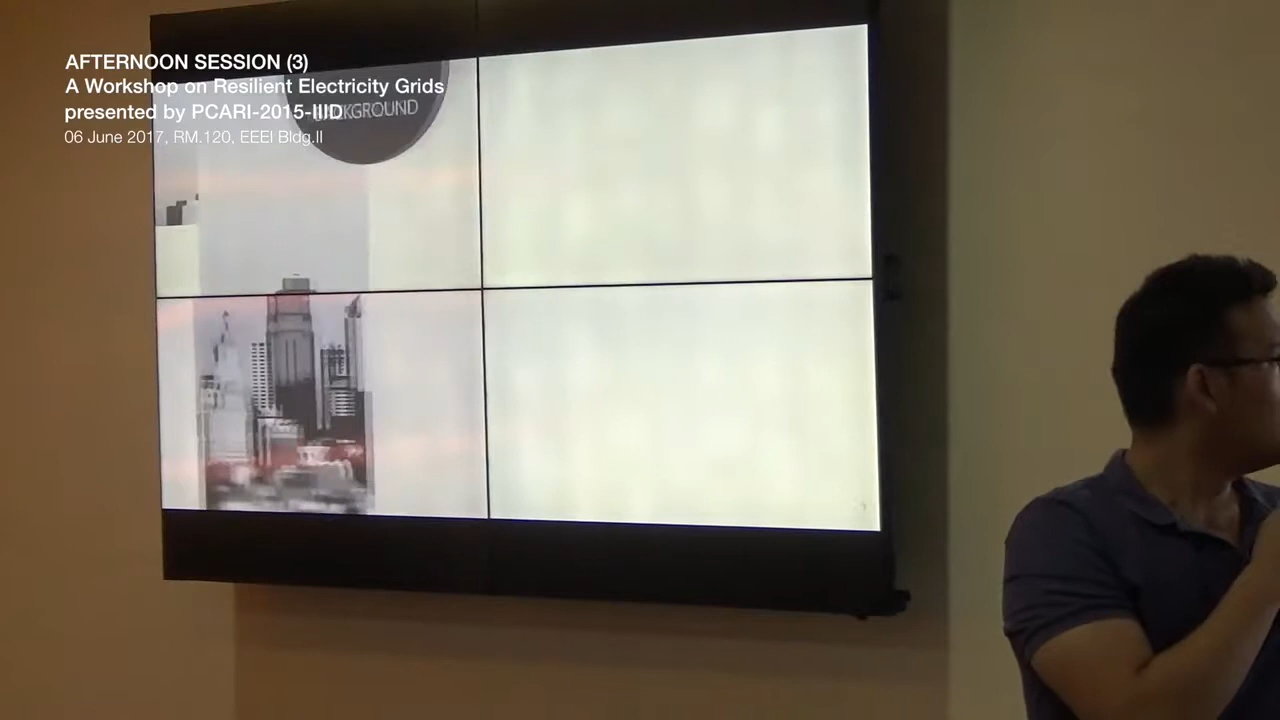 AFTERNOON SESSION (3)
A Workshop on Resilient Electricity Grids
presented by PCARI-2015-IIID
06 June 2017, RM.120, EEEI Bldg.II
BACKGROUND